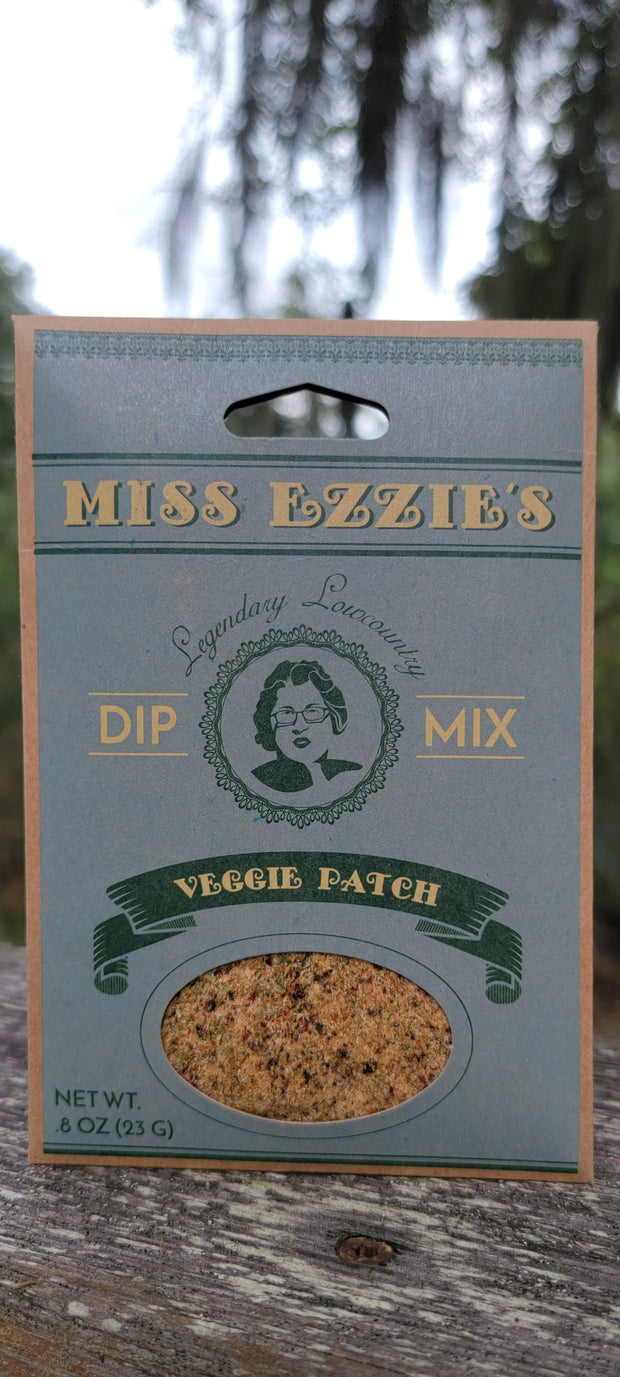 MISS EZZIE'S
Legendary Lowcountry
DIP MIX
VEGGIE PATCH
NET WT.
.8 OZ (23 G)